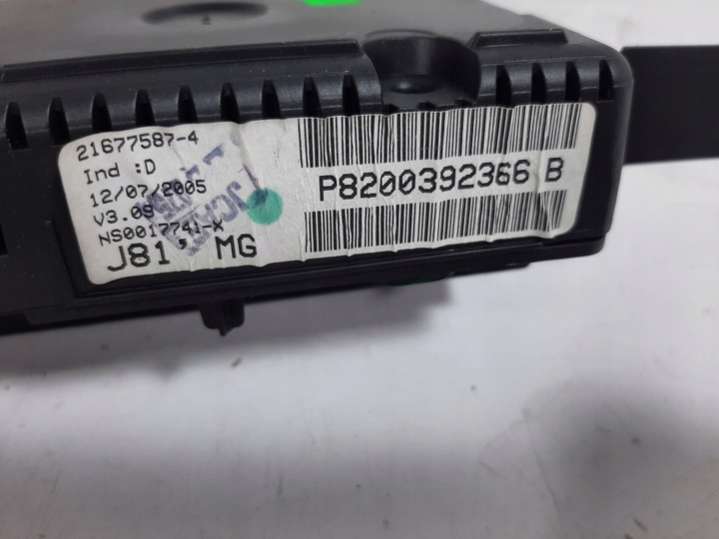 21677587-4
Ind :D
12/07/2005
V3.09
NS0017741-X
J81, MG
P8200392366 B